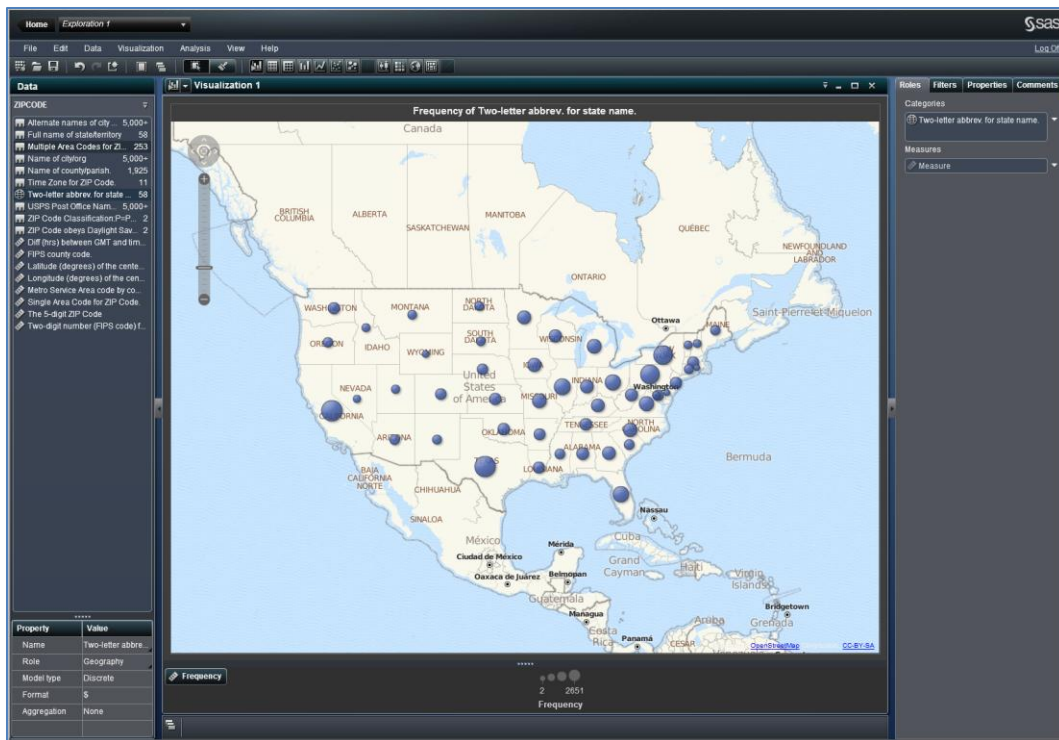 Home Exploration 1
sas
File Edit Data Visualization Analysis View Help
Log Of
Data
Visualization 1
Roles Filters Properties Comments
ZIPCODE
Alternate names of city ... 5,000+
Full name of state/territory 58
Multiple Area Codes for ZI... 253
Name of city/org 5,000+
Name of county/parish. 1,925
Time Zone for ZIP Code. 11
Two-letter abbrev. for state ... 58
USPS Post Office Nam... 5,000+
ZIP Code Classification:P=P... 2
ZIP Code obeys Daylight Sav... 2
Diff (hrs) between GMT and tim...
FIPS county code.
Latitude (degrees) of the cente...
Longitude (degrees) of the cen...
Metro Service Area code by co...
Single Area Code for ZIP Code.
The 5-digit ZIP Code
Two-digit number (FIPS code) f...
Frequency of Two-letter abbrev. for state name.
Categories
Two-letter abbrev. for state name.
Measures
Measure
Canada
BRITISH
COLUMBIA
ALBERTA
SASKATCHEWAN
MANITOBA
ONTARIO
QUÉBEC
NEWFOUNDLAND
AND
LABRADOR
Saint-Pierre-et-Miquelon
Ottawa
MAINE
MONTANA
NORTH
DAKOTA
SOUTH
DAKOTA
IDAHO
WYOMING
NEVADA
United
States
of America
INDIANA
Washington
NORTH
CAROLINA
OKLAHOMA
TENNESSEE
ALABAMA
LOUISIANA
CALIFORNIA
BAJA
CALIFORNIA
NORTE
CHIHUAHUA
SINALOA
Bermuda
México
Ciudad de México
Oaxaca de Juárez
Mérida
Belmopan
Guatemala
Managua
Costa
Rica
Panamá
Nassau
Cuba
Grand
Cayman
Haiti
Virgin
Islands
Bridgetown
Grenada
Aruba
CESAR
OpenStreetMap
CC-BY-SA
Property Value
Name Two-letter abbre...
Role Geography
Model type Discrete
Format $
Aggregation None
Frequency
2 2651
Frequency